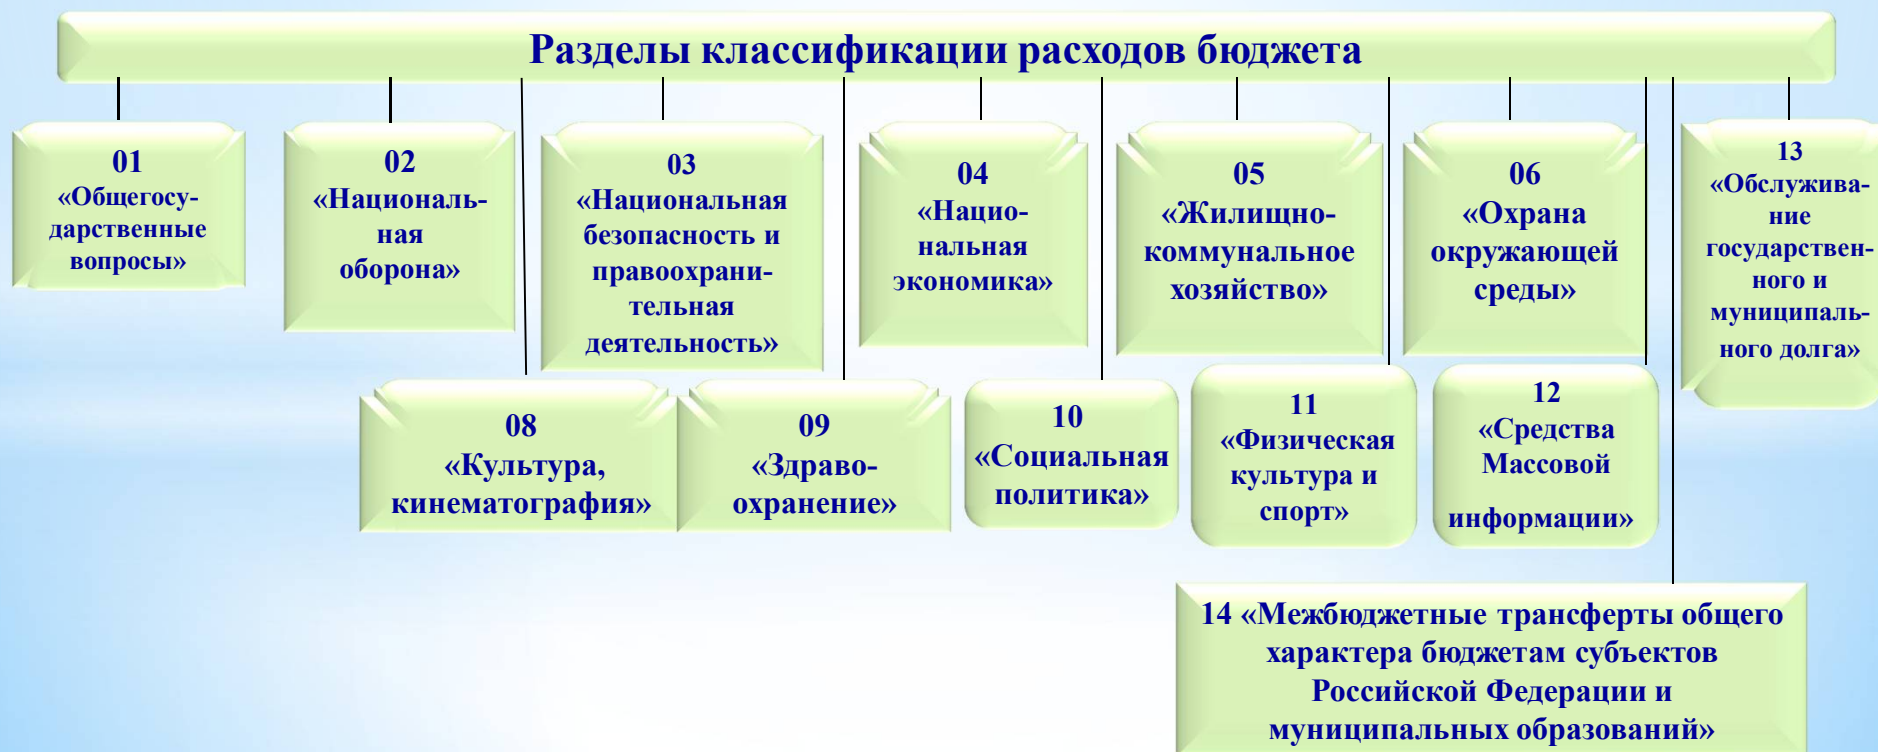 Разделы классификации расходов бюджета
01
«Общегосу-
дарственные
вопросы»
02
«Националь-
ная
оборона»
03
«Национальная
безопасность и
правоохрани-
тельная
деятельность»
04
«Нацио-
нальная
экономика»
05
«Жилищно-
коммунальное
хозяйство»
06
«Охрана
окружающей
среды»
13
«Обслужива-
ние
государствен-
ного и
муниципаль-
ного долга»
08
«Культура,
кинематография»
09
«Здраво-
охранение»
10
«Социальная
политика»
11
«Физическая
культура и
спорт»
12
«Средства
Массовой
информации»
14 «Межбюджетные трансферты общего
характера бюджетам субъектов
Российской Федерации и
муниципальных образований»